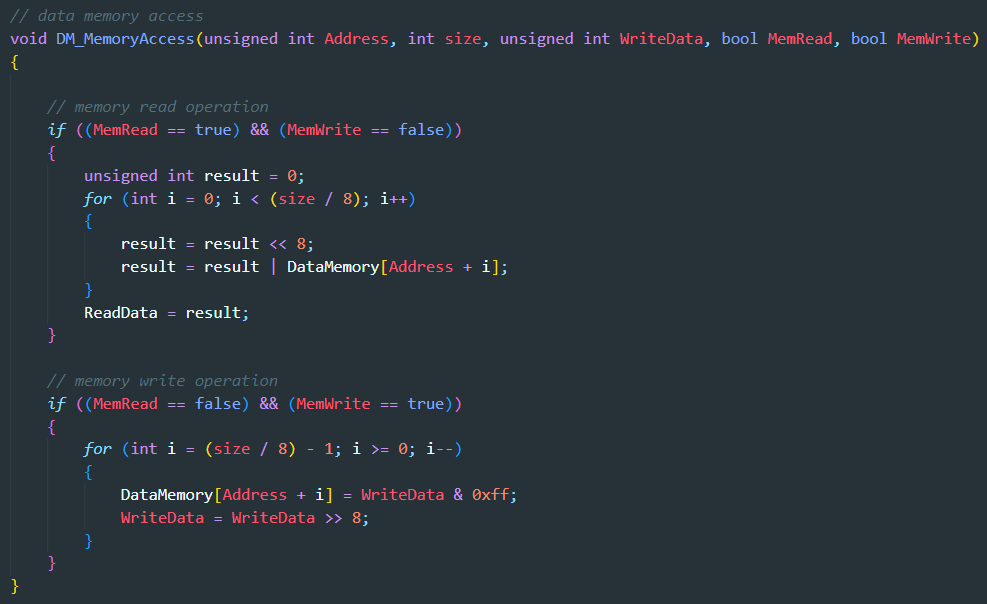 // data memory access
void DM_MemoryAccess(unsigned int Address, int size, unsigned int WriteData, bool MemRead, bool MemWrite)
{
// memory read operation
if ((MemRead == true) && (MemWrite == false))
{
unsigned int result = 0;
for (int i = 0; i < (size / 8); i++)
{
result = result << 8;
result = result | DataMemory[Address + i];
}
ReadData = result;
}
// memory write operation
if ((MemRead == false) && (MemWrite == true))
{
for (int i = (size / 8) - 1; i >= 0; i--)
{
DataMemory[Address + i] = WriteData & 0xff;
WriteData = WriteData >> 8;
}
}
}